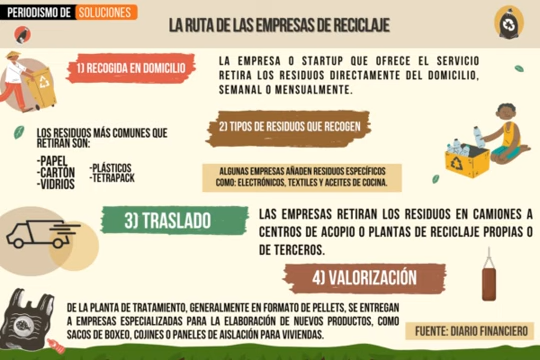 PERIODISMO DE SOLUCIONES
LA RUTA DE LAS EMPRESAS DE RECICLAJE
1) RECOGIDA EN DOMICILIO
LA EMPRESA O STARTUP QUE OFRECE EL SERVICIO
RETIRA LOS RESIDUOS DIRECTAMENTE DEL DOMICILIO,
SEMANAL O MENSUALMENTE.
2) TIPOS DE RESIDUOS QUE RECOGEN
LOS RESIDUOS MÁS COMUNES QUE
RETIRAN SON:
-PAPEL
-CARTÓN
-VIDRIOS
-PLÁSTICOS
-TETRAPACK
ALGUNAS EMPRESAS AÑADEN RESIDUOS ESPECÍFICOS
COMO: ELECTRÓNICOS, TEXTILES Y ACEITES DE COCINA.
3) TRASLADO
LAS EMPRESAS RETIRAN LOS RESIDUOS EN CAMIONES A
CENTROS DE ACOPIO O PLANTAS DE RECICLAJE PROPIAS O
DE TERCEROS.
4) VALORIZACIÓN
DE LA PLANTA DE TRATAMIENTO, GENERALMENTE EN FORMATO DE PELLETS, SE ENTREGAN
A EMPRESAS ESPECIALIZADAS PARA LA ELABORACIÓN DE NUEVOS PRODUCTOS, COMO
SACOS DE BOXEO, COJINES O PANELES DE AISLACIÓN PARA VIVIENDAS.
FUENTE: DIARIO FINANCIERO